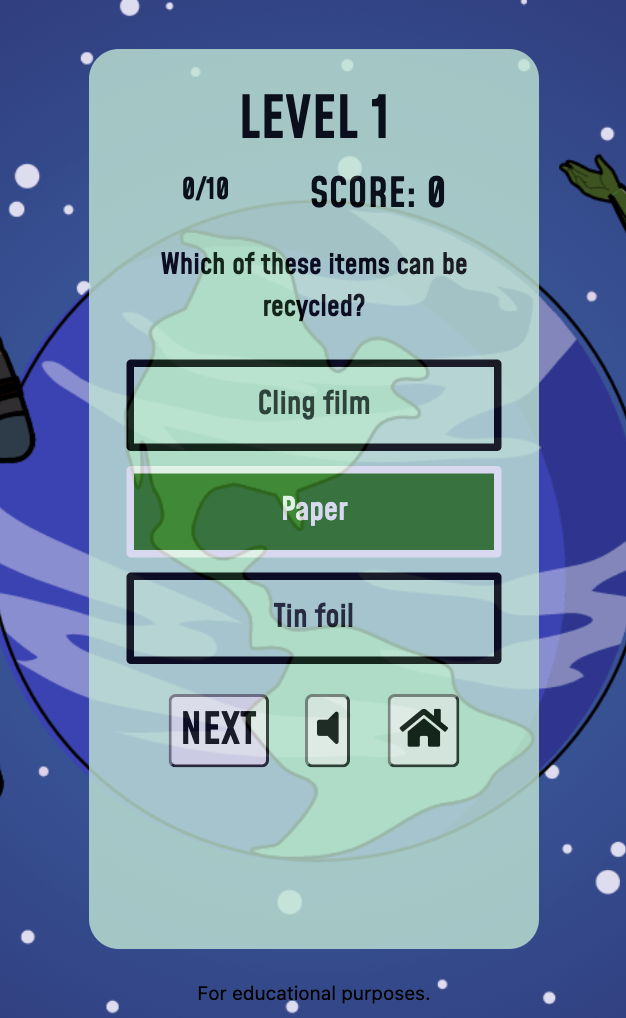 LEVEL 1
0/10 SCORE: 0
Which of these items can be
recycled?
Cling film
Paper
Tin foil
NEXT
For educational purposes.